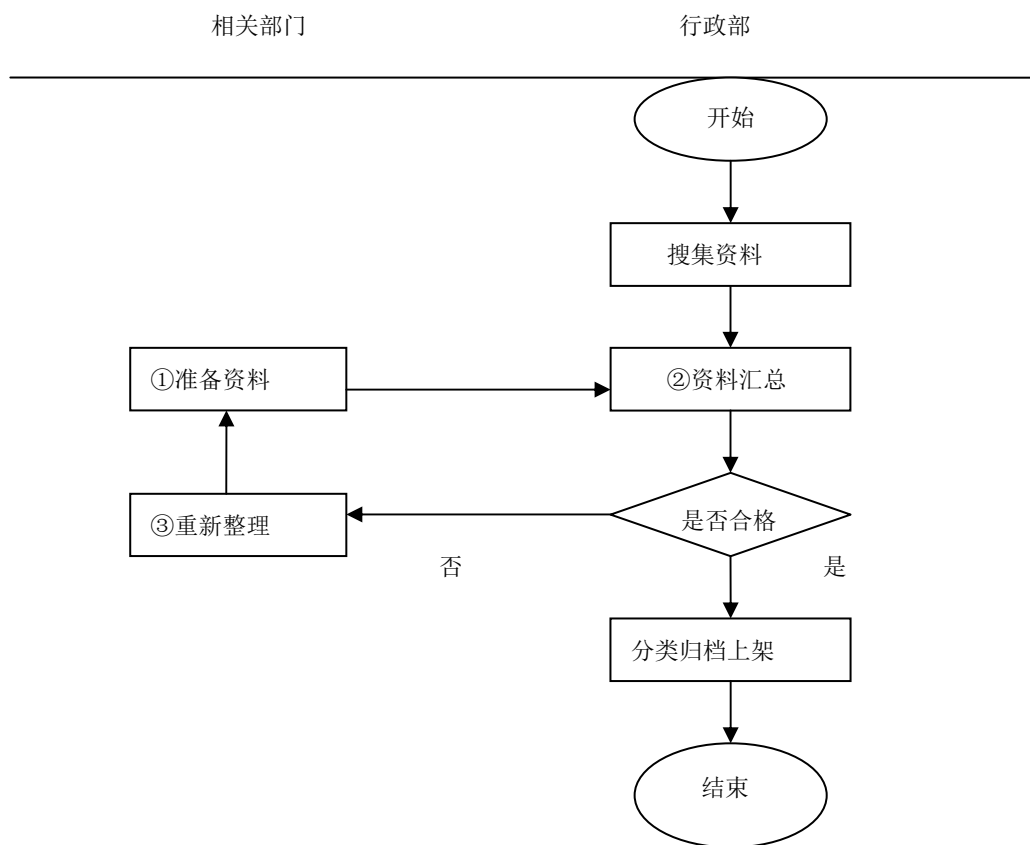 相关部门
行政部
开始
搜集资料
①准备资料
②资料汇总
③重新整理
是否合格
否
是
分类归档上架
结束